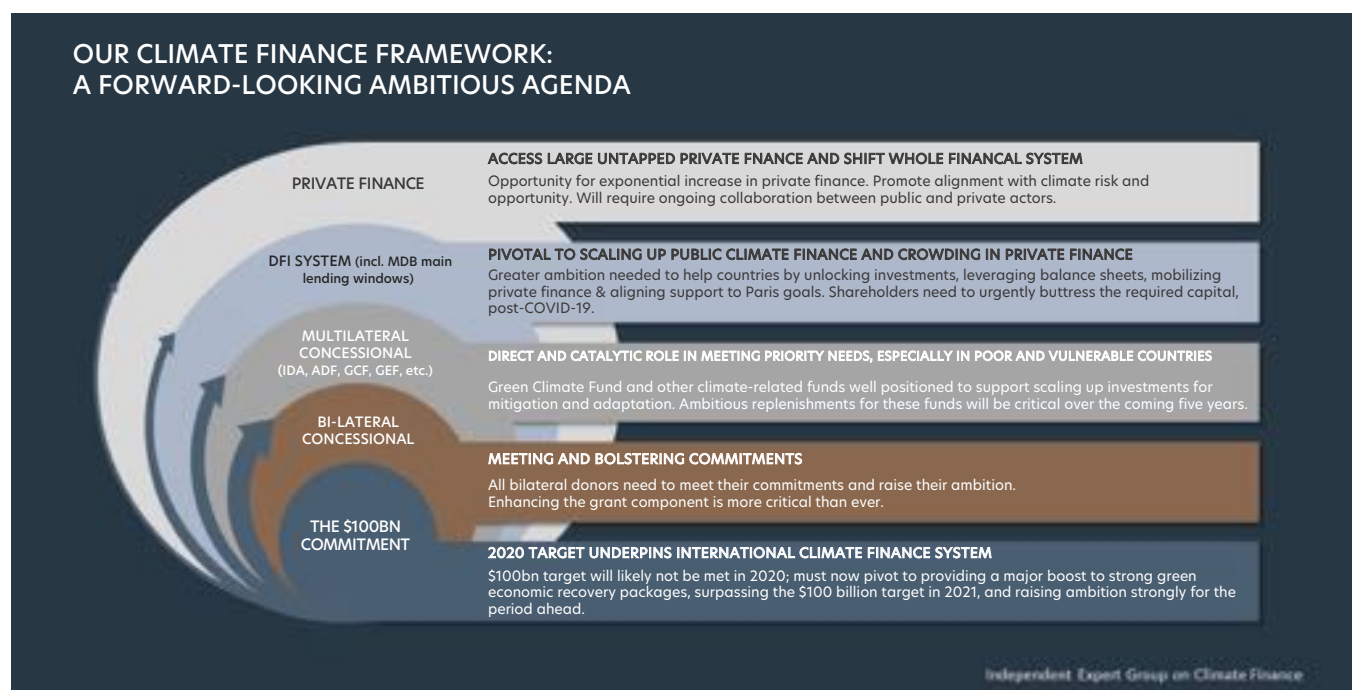 OUR CLIMATE FINANCE FRAMEWORK:
A FORWARD-LOOKING AMBITIOUS AGENDA
PRIVATE FINANCE
ACCESS LARGE UNTAPPED PRIVATE FNANCE AND SHIFT WHOLE FINANCAL SYSTEM
Opportunity for exponential increase in private finance. Promote alignment with climate risk and
opportunity. Will require ongoing collaboration between public and private actors.
DFI SYSTEM (incl. MDB main
lending windows)
PIVOTAL TO SCALING UP PUBLIC CLIMATE FINANCE AND CROWDING IN PRIVATE FINANCE
Greater ambition needed to help countries by unlocking investments, leveraging balance sheets, mobilizing
private finance & aligning support to Paris goals. Shareholders need to urgently buttress the required capital,
post-COVID-19.
MULTILATERAL
CONCESSIONAL
(IDA, ADF, GCF, GEF, etc.)
DIRECT AND CATALYTIC ROLE IN MEETING PRIORITY NEEDS, ESPECIALLY IN POOR AND VULNERABLE COUNTRIES
Green Climate Fund and other climate-related funds well positioned to support scaling up investments for
mitigation and adaptation. Ambitious replenishments for these funds will be critical over the coming five years.
BI-LATERAL
CONCESSIONAL
MEETING AND BOLSTERING COMMITMENTS
All bilateral donors need to meet their commitments and raise their ambition.
Enhancing the grant component is more critical than ever.
THE $100BN
COMMITMENT
2020 TARGET UNDERPINS INTERNATIONAL CLIMATE FINANCE SYSTEM
$100bn target will likely not be met in 2020; must now pivot to providing a major boost to strong green
economic recovery packages, surpassing the $100 billion target in 2021, and raising ambition strongly for the
period ahead.
Independent Expert Group on Climate Finance